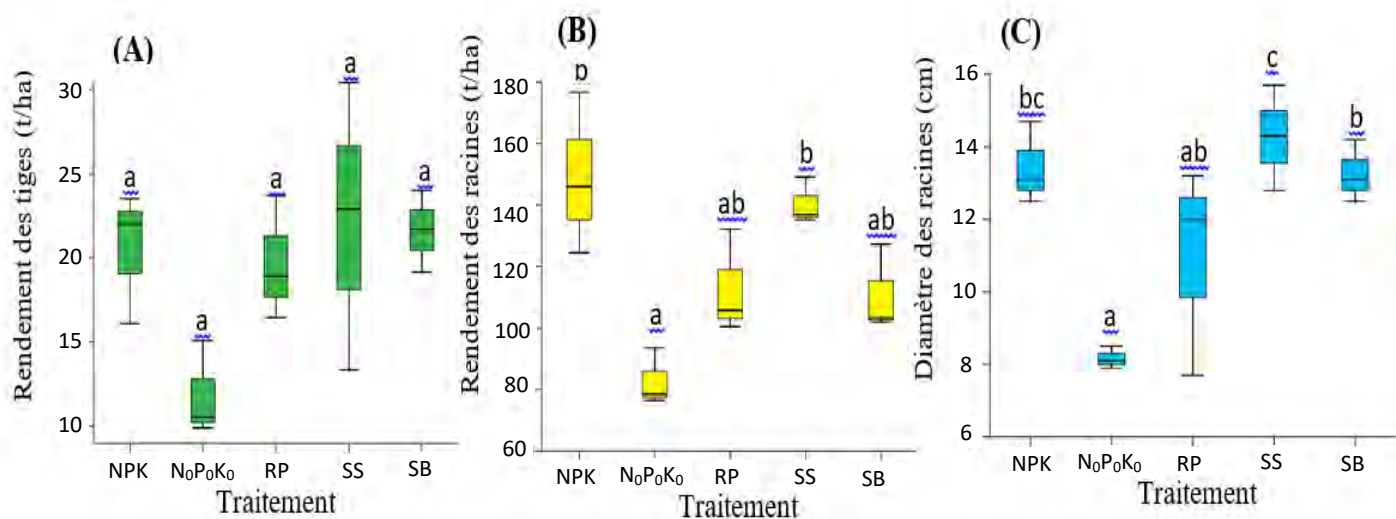 (A)
Rendement des tiges (t/ha)
30
25
20
15
10
a
a
a
a
a
NPK N₀P₀K₀ RP SS SB
Traitement
(B)
Rendement des racines (t/ha)
180
160
140
120
100
80
60
b
a
ab
b
ab
NPK N₀P₀K₀ RP SS SB
Traitement
(C)
Diamètre des racines (cm)
16
14
12
10
8
6
bc
a
ab
c
b
NPK N₀P₀K₀ RP SS SB
Traitement